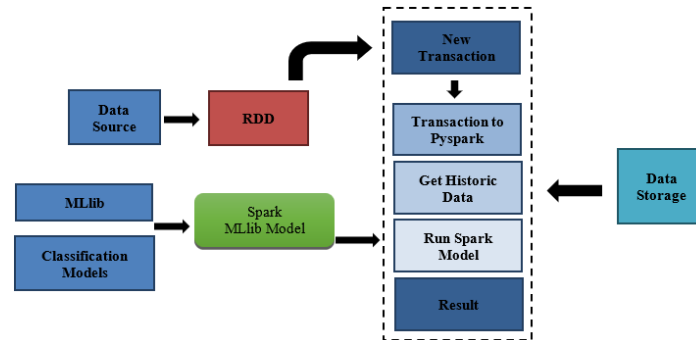 New
Transaction
Data
Source
RDD
Transaction to
Pyspark
Get Historic
Data
Data
Storage
MLlib
Spark
MLlib Model
Classification
Models
Run Spark
Model
Result